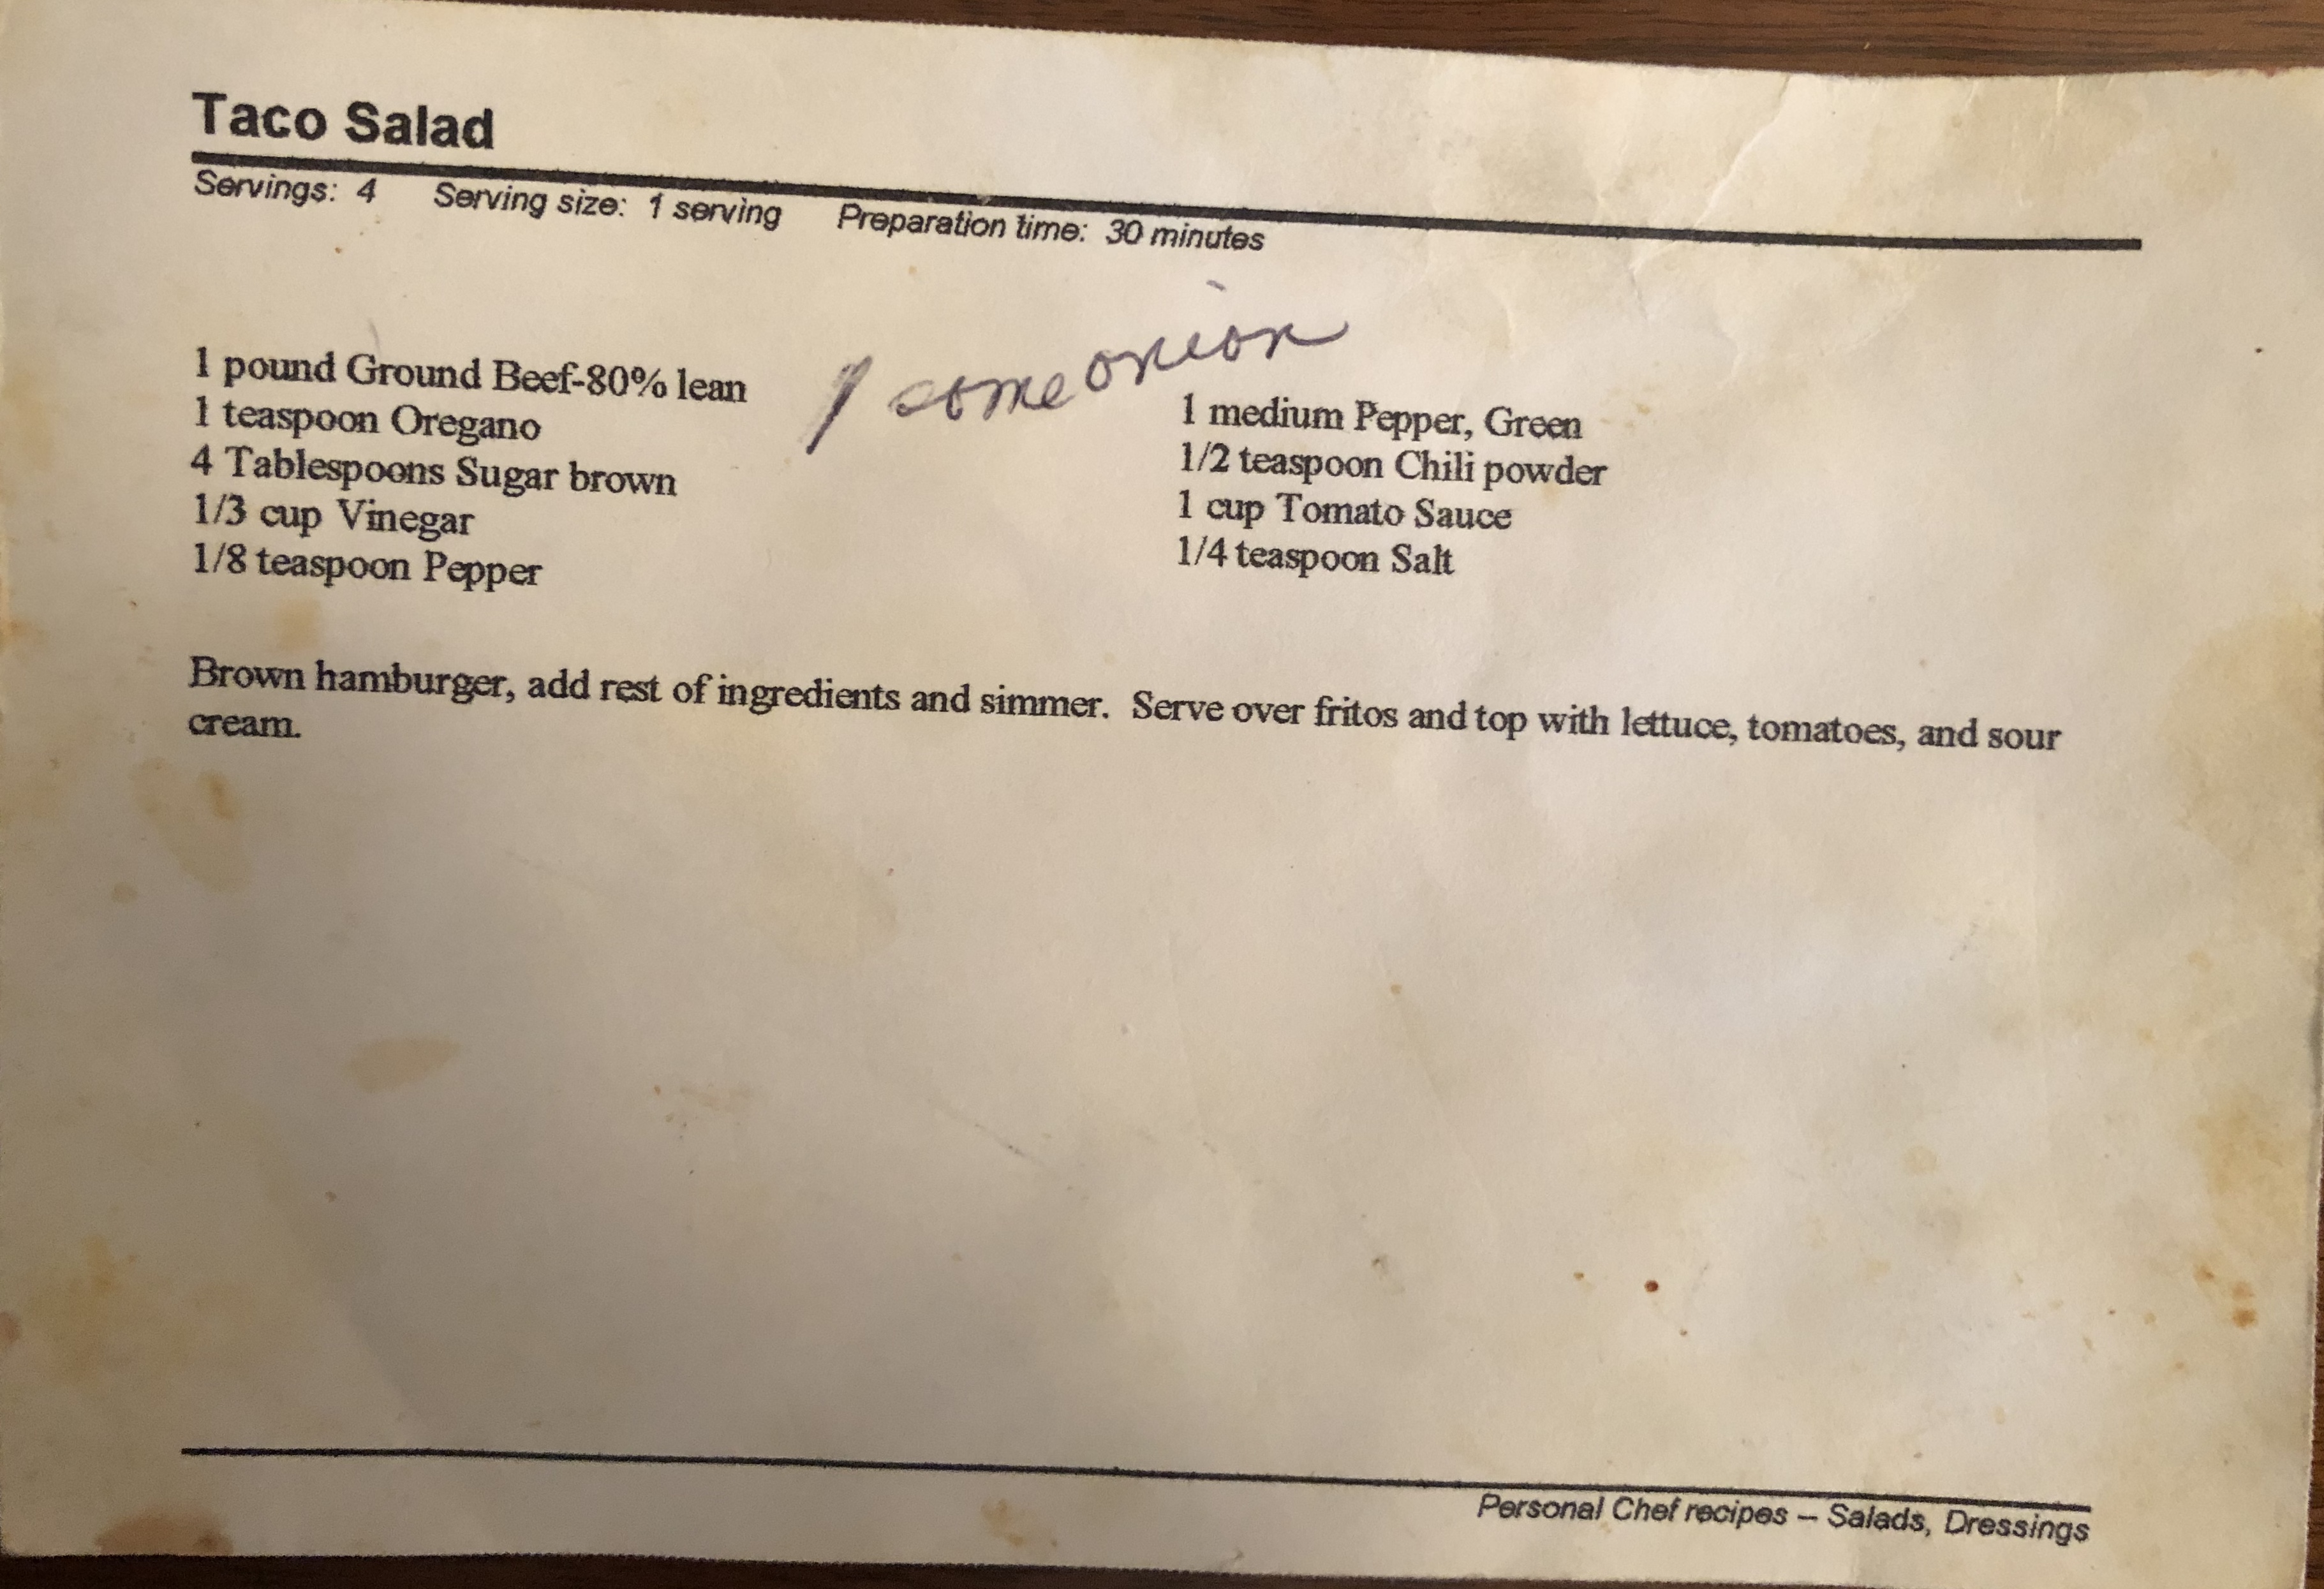 Taco Salad
Servings: 4 Serving size: 1 serving Preparation time: 30 minutes
some onion
1 pound Ground Beef-80% lean
1 medium Pepper, Green
1 teaspoon Oregano
1/2 teaspoon Chili powder
4 Tablespoons Sugar brown
1 cup Tomato Sauce
1/3 cup Vinegar
1/4 teaspoon Salt
1/8 teaspoon Pepper
Brown hamburger, add rest of ingredients and simmer. Serve over fritos and top with lettuce, tomatoes, and sour
cream.
Personal Chef recipes – Salads, Dressings